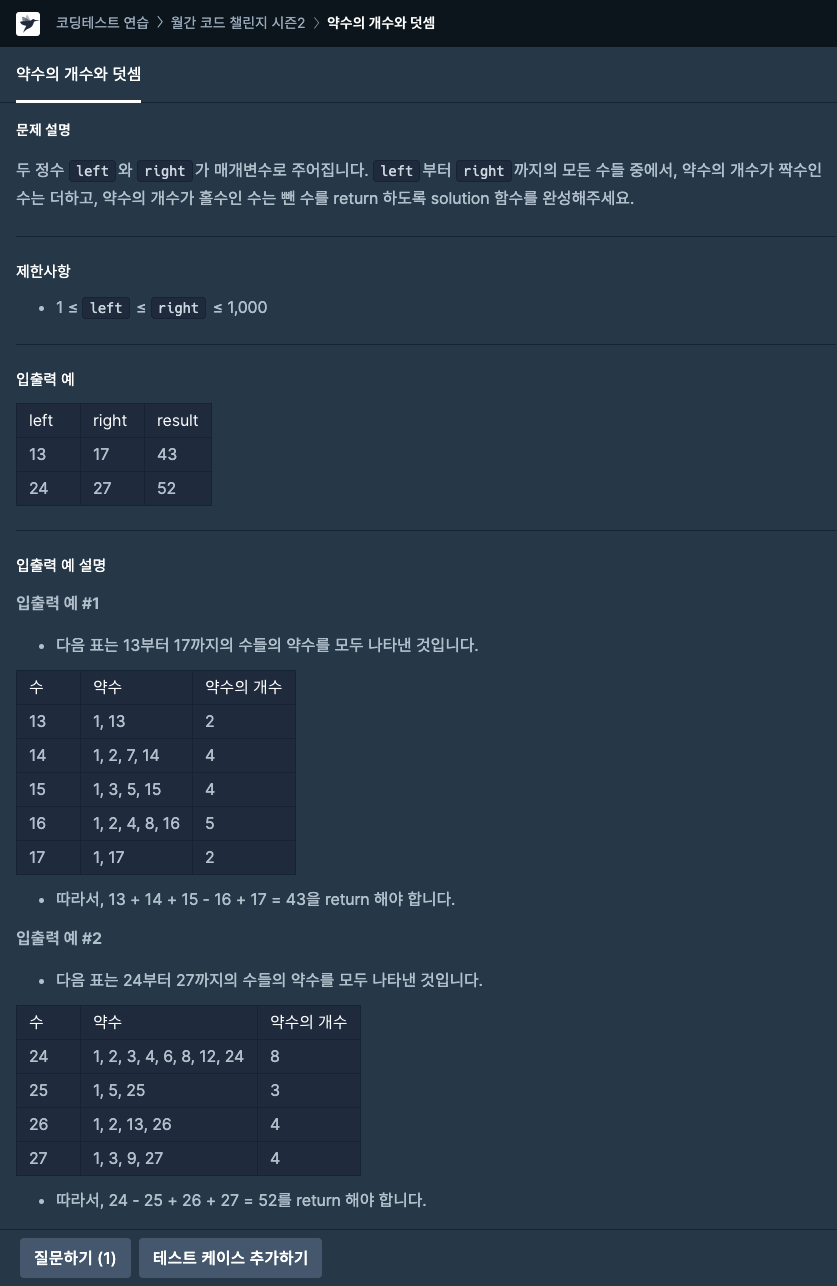 코딩테스트 연습 > 월간 코드 챌린지 시즌2 > 약수의 개수와 덧셈
약수의 개수와 덧셈
문제 설명
두 정수 left 와 right 가 매개변수로 주어집니다. left 부터 right 까지의 모든 수들 중에서, 약수의 개수가 짝수인
수는 더하고, 약수의 개수가 홀수인 수는 뺀 수를 return 하도록 solution 함수를 완성해주세요.
제한사항
• 1 ≤ left ≤ right ≤ 1,000
입출력 예
left right result
13 17 43
24 27 52
입출력 예 설명
입출력 예 #1
• 다음 표는 13부터 17까지의 수들의 약수를 모두 나타낸 것입니다.
수 약수 약수의 개수
13 1, 13 2
14 1, 2, 7, 14 4
15 1, 3, 5, 15 4
16 1, 2, 4, 8, 16 5
17 1, 17 2
• 따라서, 13 + 14 + 15 - 16 + 17 = 43을 return 해야 합니다.
입출력 예 #2
• 다음 표는 24부터 27까지의 수들의 약수를 모두 나타낸 것입니다.
수 약수 약수의 개수
24 1, 2, 3, 4, 6, 8, 12, 24 8
25 1, 5, 25 3
26 1, 2, 13, 26 4
27 1, 3, 9, 27 4
• 따라서, 24 - 25 + 26 + 27 = 52를 return 해야 합니다.
질문하기 (1) 테스트 케이스 추가하기